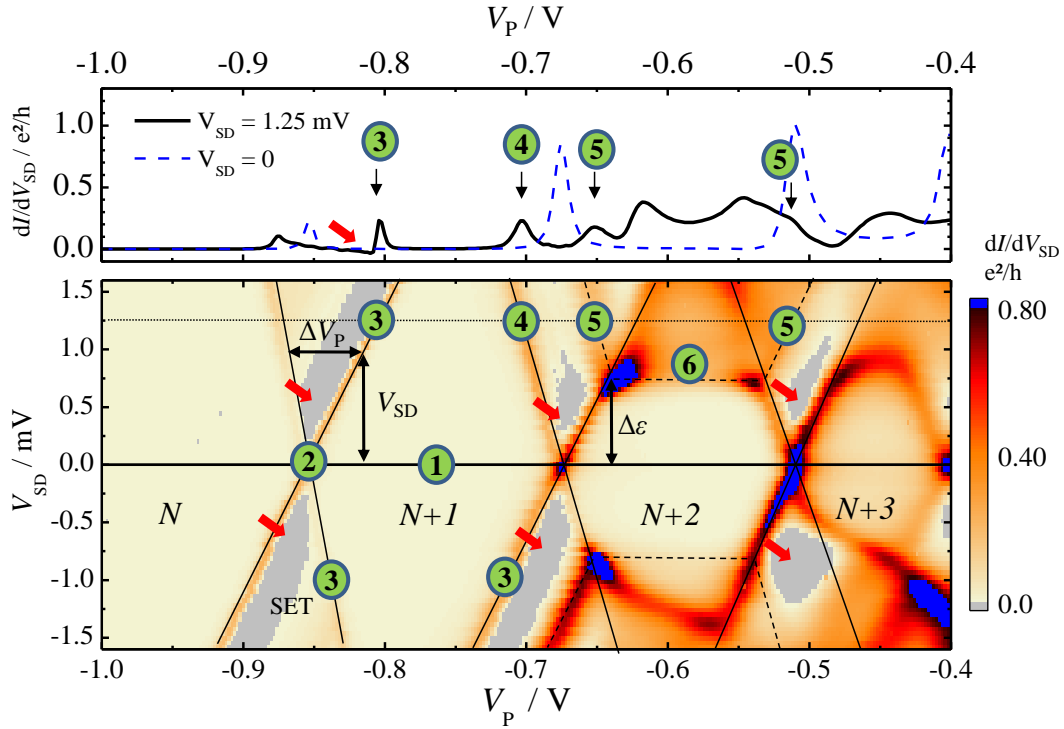 V_P / V
-1.0 -0.9 -0.8 -0.7 -0.6 -0.5 -0.4
dI/dV_SD / e²/h
1.0
0.5
0.0
V_SD = 1.25 mV
V_SD = 0
3 4 5 5
dI/dV_SD
e²/h
0.80
0.40
0.0
V_SD / mV
1.5
1.0
0.5
0.0
-0.5
-1.0
-1.5
3 4 5 5
ΔV_P
6
V_SD
Δε
2 1
N N+1 N+2 N+3
3 3
SET
-1.0 -0.9 -0.8 -0.7 -0.6 -0.5 -0.4
V_P / V